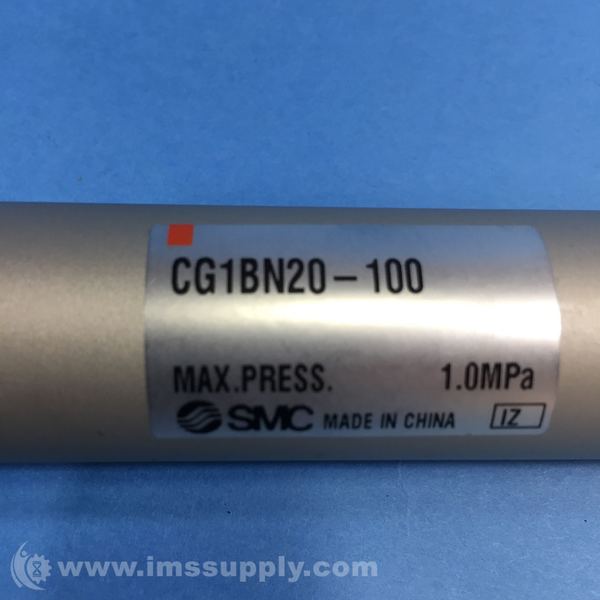 CG1BN20-100
MAX.PRESS. 1.0MPa
SMC MADE IN CHINA IZ
www.imssupply.com